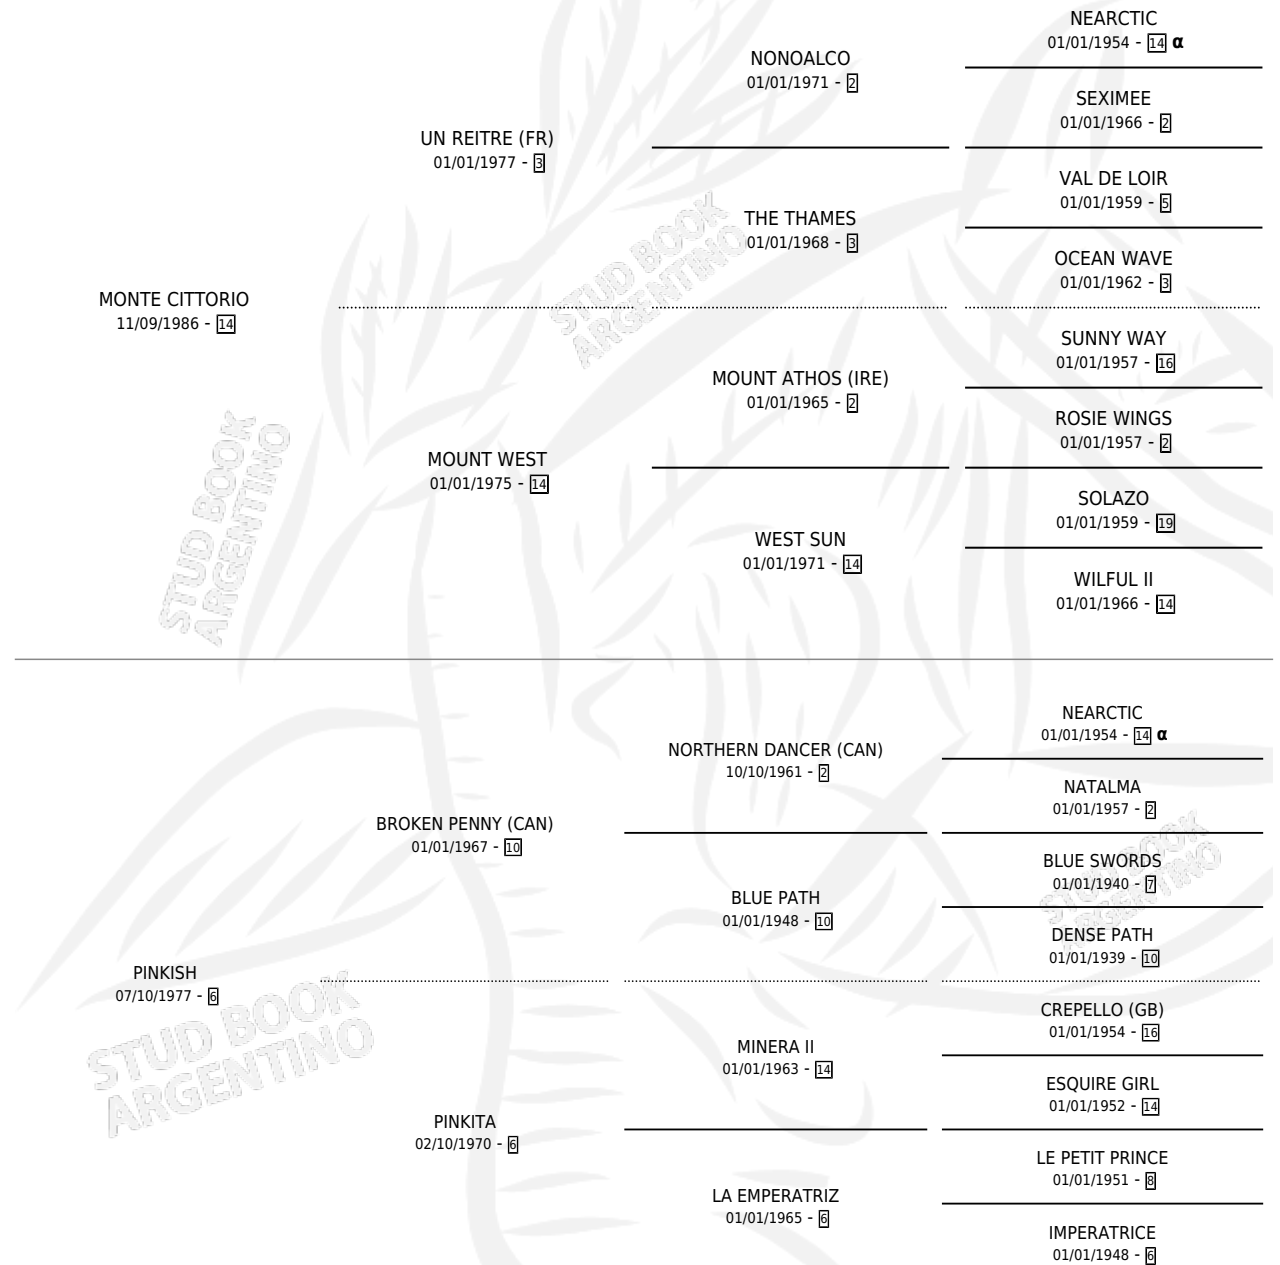 NEARCTIC
01/01/1954 - 14 α
NONOALCO
01/01/1971 - 2
SEXIMEE
01/01/1966 - 2
UN REITRE (FR)
01/01/1977 - 3
VAL DE LOIR
01/01/1959 - 5
THE THAMES
01/01/1968 - 3
OCEAN WAVE
01/01/1962 - 3
STUD BOOK
ARGENTINO
MONTE CITTORIO
11/09/1986 - 14
SUNNY WAY
01/01/1957 - 16
MOUNT ATHOS (IRE)
01/01/1965 - 2
ROSIE WINGS
01/01/1957 - 2
MOUNT WEST
01/01/1975 - 14
SOLAZO
01/01/1959 - 19
WEST SUN
01/01/1971 - 14
WILFUL II
01/01/1966 - 14
STUD BOOK
ARGENTINO
NEARCTIC
01/01/1954 - 14 α
NORTHERN DANCER (CAN)
10/10/1961 - 2
NATALMA
01/01/1957 - 2
BROKEN PENNY (CAN)
01/01/1967 - 10
BLUE SWORDS
01/01/1940 - 7
BLUE PATH
01/01/1948 - 10
DENSE PATH
01/01/1939 - 10
STUD BOOK
ARGENTINO
PINKISH
07/10/1977 - 6
CREPELLO (GB)
01/01/1954 - 16
MINERA II
01/01/1963 - 14
ESQUIRE GIRL
01/01/1952 - 14
PINKITA
02/10/1970 - 6
LE PETIT PRINCE
01/01/1951 - 8
LA EMPERATRIZ
01/01/1965 - 6
IMPERATRICE
01/01/1948 - 6
STUD BOOK
ARGENTINO